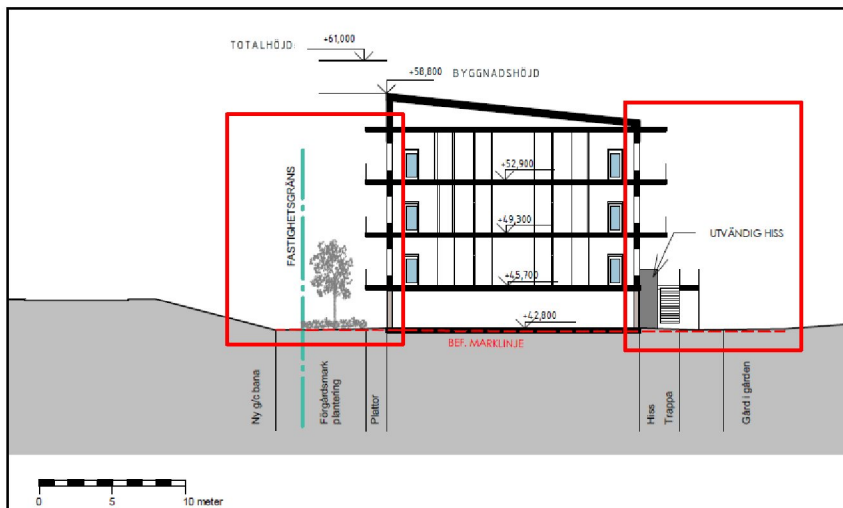 +61,000
TOTALHÖJD:
+58,800 BYGGNADSHÖJD
+52,900
FASTIGHETSGRÄNS
+49,300
UTVÄNDIG HISS
+45,700
+42,800
BEF. MARKLINJE
Ny g/c bana
Förgårdsmark
plantering
Plattor
Hiss
Trappa
Gård i gården
0 5 10 meter